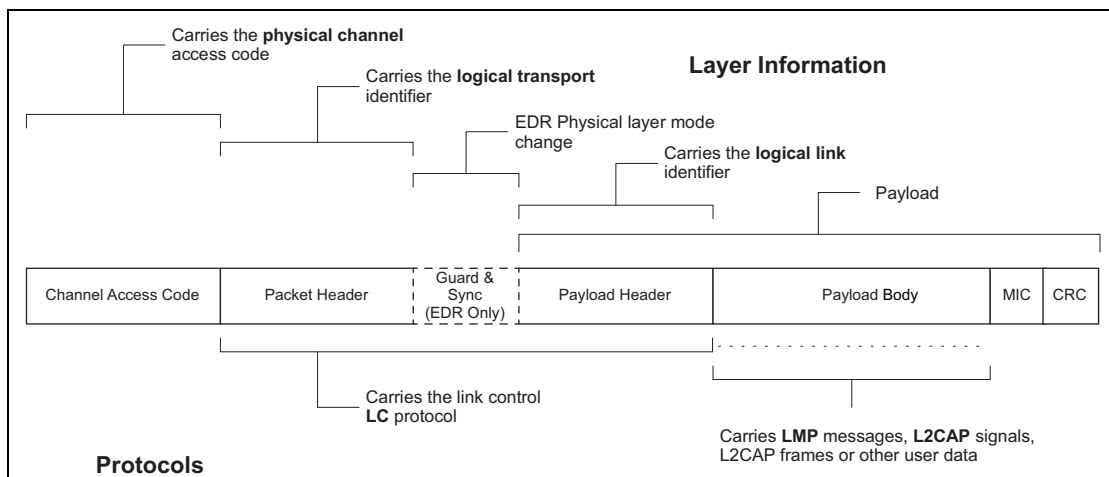 Carries the physical channel
access code
Layer Information
Carries the logical transport
identifier
EDR Physical layer mode
change
Carries the logical link
identifier
Payload
Channel Access Code
Packet Header
Guard &
Sync
(EDR Only)
Payload Header
Payload Body
MIC
CRC
Carries the link control
LC protocol
Carries LMP messages, L2CAP signals,
L2CAP frames or other user data
Protocols